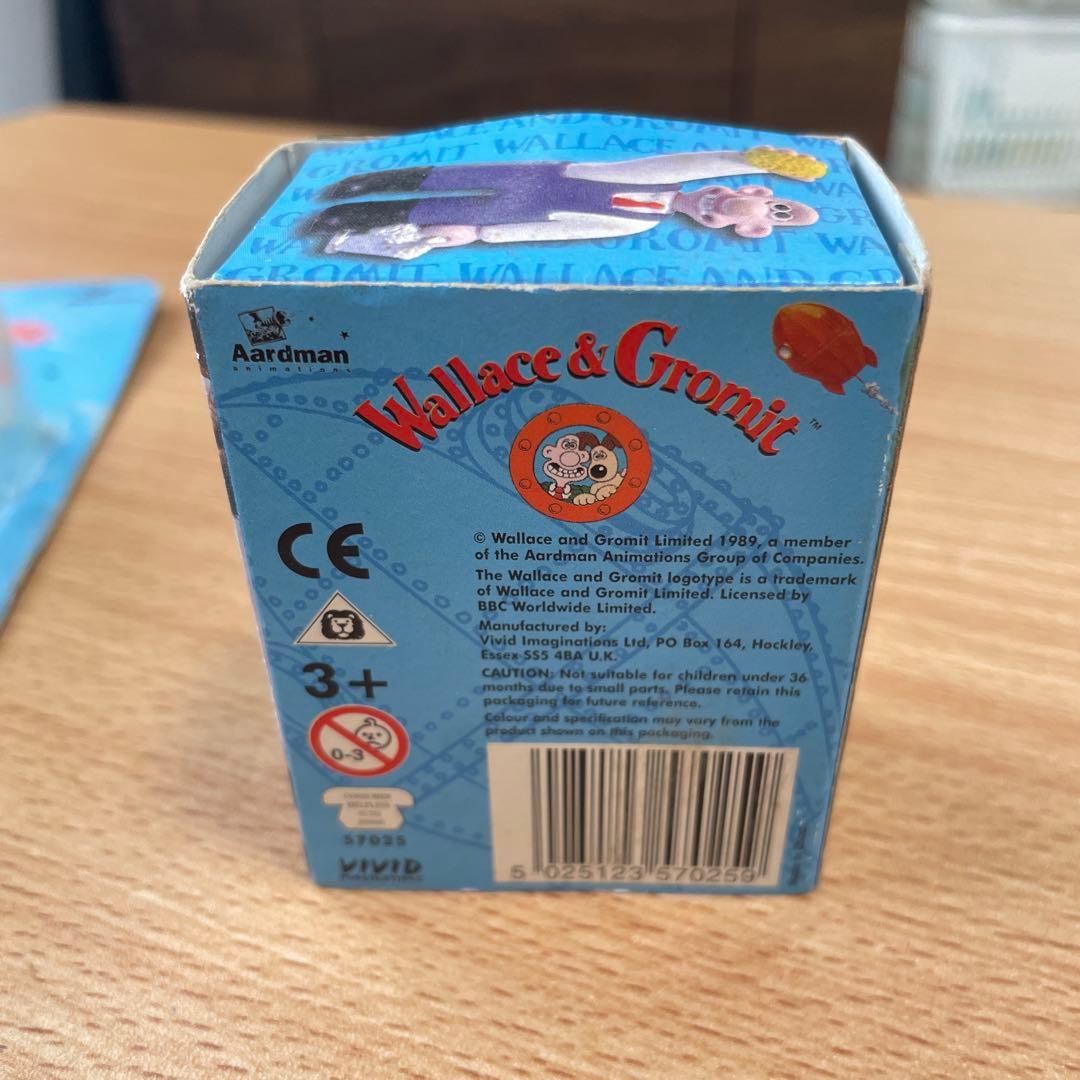 GROMIT WALLACE AND
GROMIT WALLACE AND GR
Aardman
animations
Wallace & Gromit™
CE
© Wallace and Gromit Limited 1989, a member
of the Aardman Animations Group of Companies.
The Wallace and Gromit logotype is a trademark
of Wallace and Gromit Limited. Licensed by
BBC Worldwide Limited.
Manufactured by:
Vivid Imaginations Ltd, PO Box 164, Hockley,
Essex SS5 4BA U.K.
3+
CAUTION: Not suitable for children under 36
months due to small parts. Please retain this
packaging for future reference.
Colour and specification may vary from the
product shown on this packaging.
0-3
57025
VIVID
5 025123 570259